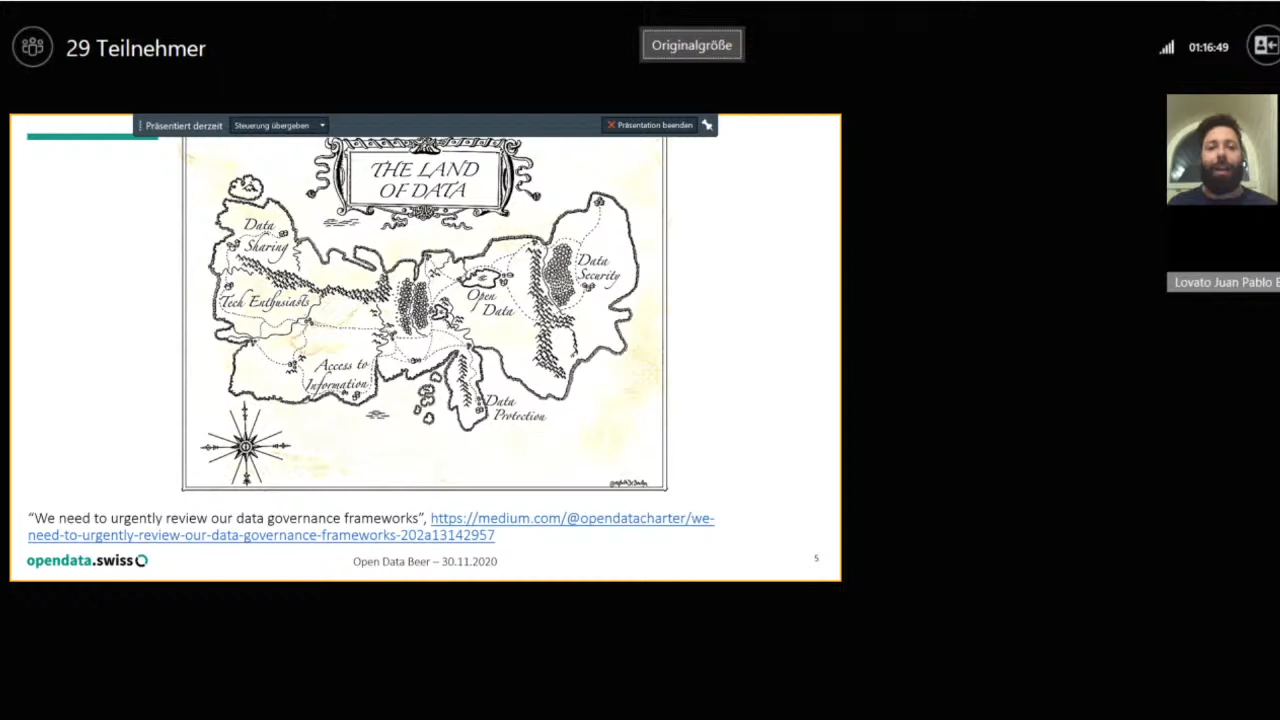 29 Teilnehmer
Originalgröße
01:16:49
Präsentiert derzeit
Steuerung übergeben
Präsentation beenden
THE LAND
OF DATA
Data
Sharing
Data
Security
Tech Enthusiasts
Open
Data
Access to
Information
Data
Protection
Lovato Juan Pablo
“We need to urgently review our data governance frameworks”, https://medium.com/@opendatacharter/we-
need-to-urgently-review-our-data-governance-frameworks-202a13142957
opendata.swiss
Open Data Beer – 30.11.2020
5